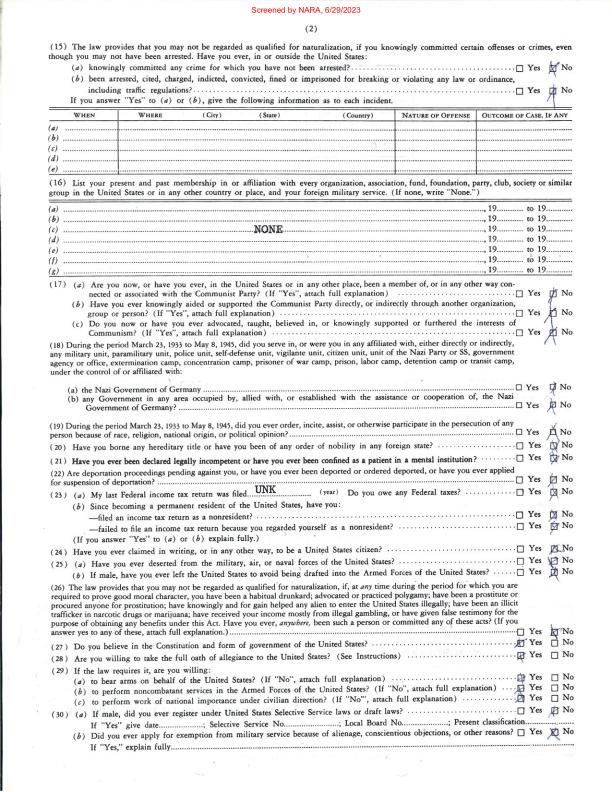 Screened by NARA, 6/29/2023
(2)
(15) The law provides that you may not be regarded as qualified for naturalization, if you knowingly committed certain offenses or crimes, even
though you may not have been arrested. Have you ever, in or outside the United States:
(a) knowingly committed any crime for which you have not been arrested? ☐ Yes ☒ No
(b) been arrested, cited, charged, indicted, convicted, fined or imprisoned for breaking or violating any law or ordinance,
including traffic regulations? ☐ Yes ☒ No
If you answer "Yes" to (a) or (b), give the following information as to each incident.
WHEN WHERE (City) (State) (Country) NATURE OF OFFENSE OUTCOME OF CASE, IF ANY
(a)
(b)
(c)
(d)
(e)
(16) List your present and past membership in or affiliation with every organization, association, fund, foundation, party, club, society or similar
group in the United States or in any other country or place, and your foreign military service. (If none, write "None.")
(a) , 19 to 19
(b) , 19 to 19
(c) NONE , 19 to 19
(d) , 19 to 19
(e) , 19 to 19
(f) , 19 to 19
(g) , 19 to 19
(17) (a) Are you now, or have you ever, in the United States or in any other place, been a member of, or in any other way con-
nected or associated with the Communist Party? (If "Yes", attach full explanation) ☐ Yes ☒ No
(b) Have you ever knowingly aided or supported the Communist Party directly, or indirectly through another organization,
group or person? (If "Yes", attach full explanation) ☐ Yes ☒ No
(c) Do you now or have you ever advocated, taught, believed in, or knowingly supported or furthered the interests of
Communism? (If "Yes", attach full explanation) ☐ Yes ☒ No
(18) During the period March 23, 1933 to May 8, 1945, did you serve in, or were you in any affiliated with, either directly or indirectly,
any military unit, paramilitary unit, police unit, self-defense unit, vigilante unit, citizen unit, unit of the Nazi Party or SS, government
agency or office, extermination camp, concentration camp, prisoner of war camp, prison, labor camp, detention camp or transit camp,
under the control of or affiliated with:
(a) the Nazi Government of Germany ☐ Yes ☒ No
(b) any Government in any area occupied by, allied with, or established with the assistance or cooperation of, the Nazi
Government of Germany? ☐ Yes ☒ No
(19) During the period March 23, 1933 to May 8, 1945, did you ever order, incite, assist, or otherwise participate in the persecution of any
person because of race, religion, national origin, or political opinion? ☐ Yes ☒ No
(20) Have you borne any hereditary title or have you been of any order of nobility in any foreign state? ☐ Yes ☒ No
(21) Have you ever been declared legally incompetent or have you ever been confined as a patient in a mental institution? ☐ Yes ☒ No
(22) Are deportation proceedings pending against you, or have you ever been deported or ordered deported, or have you ever applied
for suspension of deportation? ☐ Yes ☒ No
(23) (a) My last Federal income tax return was filed UNK (year) Do you owe any Federal taxes? ☐ Yes ☒ No
(b) Since becoming a permanent resident of the United States, have you:
—filed an income tax return as a nonresident? ☐ Yes ☒ No
—failed to file an income tax return because you regarded yourself as a nonresident? ☐ Yes ☒ No
(If you answer "Yes" to (a) or (b) explain fully.)
(24) Have you ever claimed in writing, or in any other way, to be a United States citizen? ☐ Yes ☒ No
(25) (a) Have you ever deserted from the military, air, or naval forces of the United States? ☐ Yes ☒ No
(b) If male, have you ever left the United States to avoid being drafted into the Armed Forces of the United States? ☐ Yes ☒ No
(26) The law provides that you may not be regarded as qualified for naturalization, if, at any time during the period for which you are
required to prove good moral character, you have been a habitual drunkard; advocated or practiced polygamy; have been a prostitute or
procured anyone for prostitution; have knowingly and for gain helped any alien to enter the United States illegally; have been an illicit
trafficker in narcotic drugs or marijuana; have received your income mostly from illegal gambling, or have given false testimony for the
purpose of obtaining any benefits under this Act. Have you ever, anywhere, been such a person or committed any of these acts? (If you
answer yes to any of these, attach full explanation.) ☐ Yes ☒ No
(27) Do you believe in the Constitution and form of government of the United States? ☒ Yes ☐ No
(28) Are you willing to take the full oath of allegiance to the United States? (See Instructions) ☒ Yes ☐ No
(29) If the law requires it, are you willing:
(a) to bear arms on behalf of the United States? (If "No", attach full explanation) ☒ Yes ☐ No
(b) to perform noncombatant services in the Armed Forces of the United States? (If "No", attach full explanation) ☒ Yes ☐ No
(c) to perform work of national importance under civilian direction? (If "No", attach full explanation) ☒ Yes ☐ No
(30) (a) If male, did you ever register under United States Selective Service laws or draft laws? ☐ Yes ☒ No
If "Yes" give date ; Selective Service No. ; Local Board No. ; Present classification
(b) Did you ever apply for exemption from military service because of alienage, conscientious objections, or other reasons? ☐ Yes ☒ No
If "Yes," explain fully